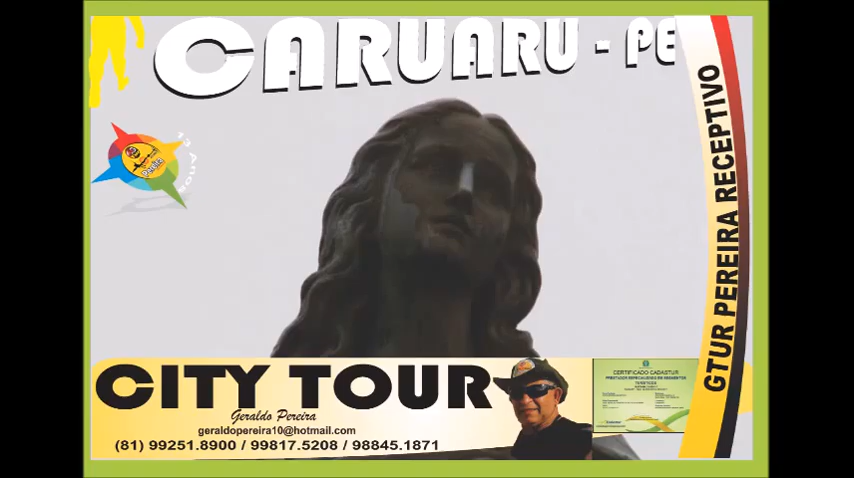 CARUARU - PE
GTUR PEREIRA RECEPTIVO
CITY TOUR
Geraldo Pereira
geraldopereira10@hotmail.com
(81) 99251.8900 / 99817.5208 / 98845.1871
CERTIFICADO CADASTUR